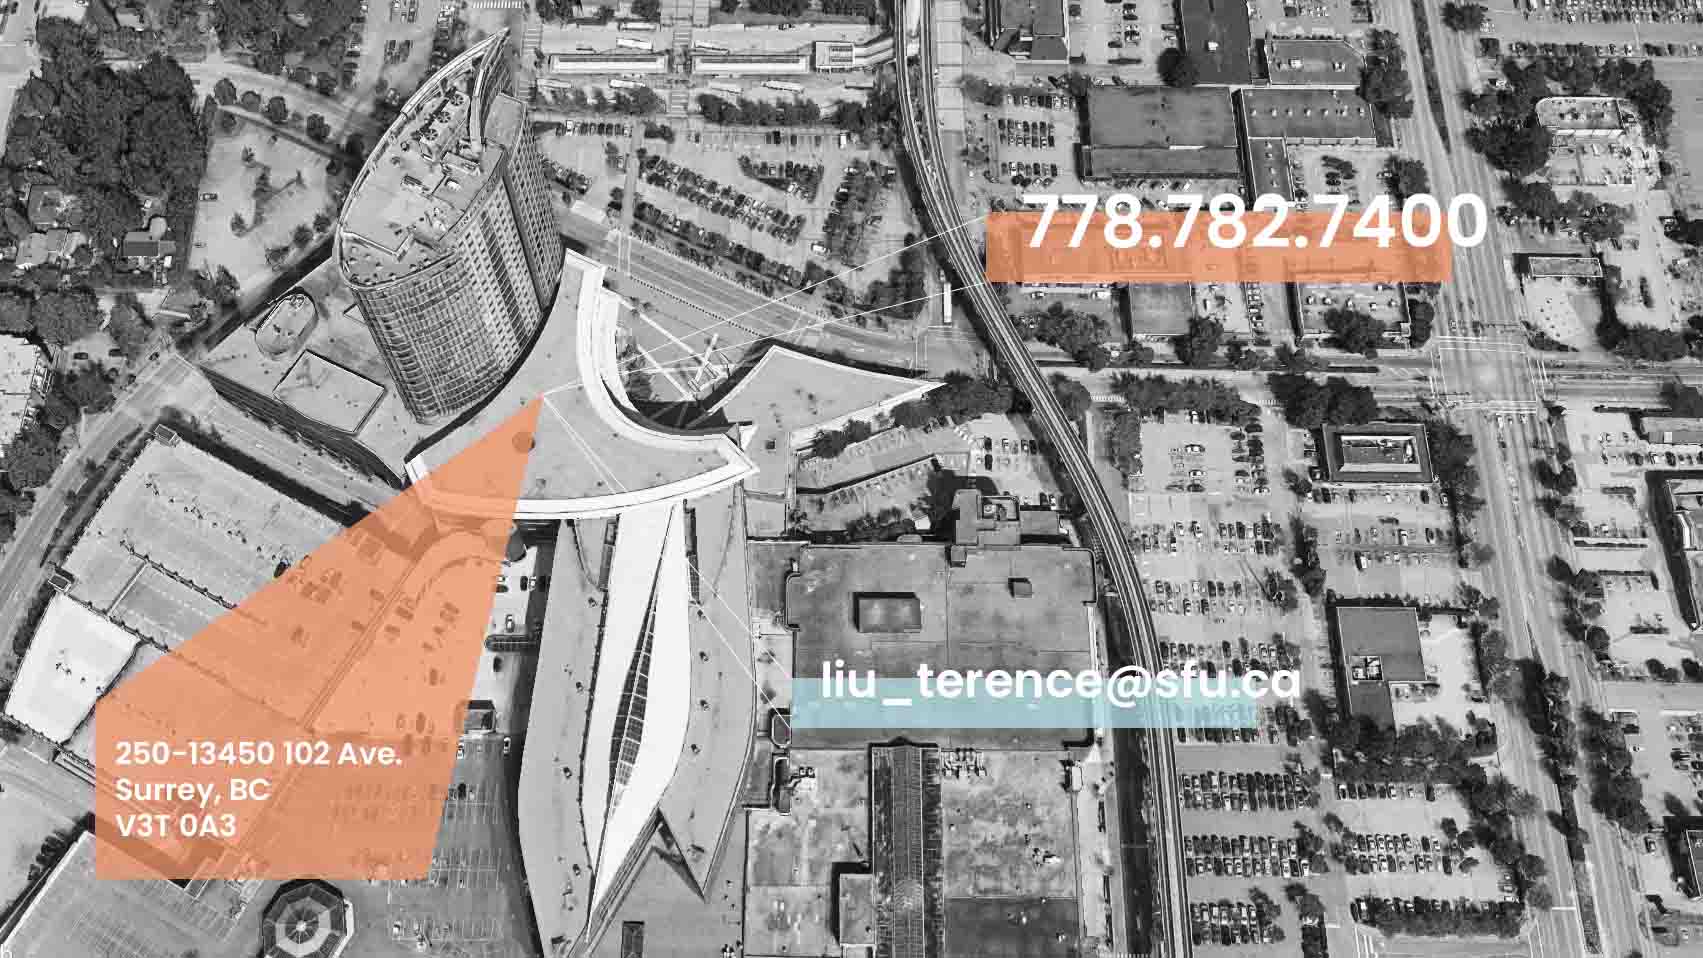 778.782.7400
liu_terence@sfu.ca
250-13450 102 Ave.
Surrey, BC
V3T 0A3